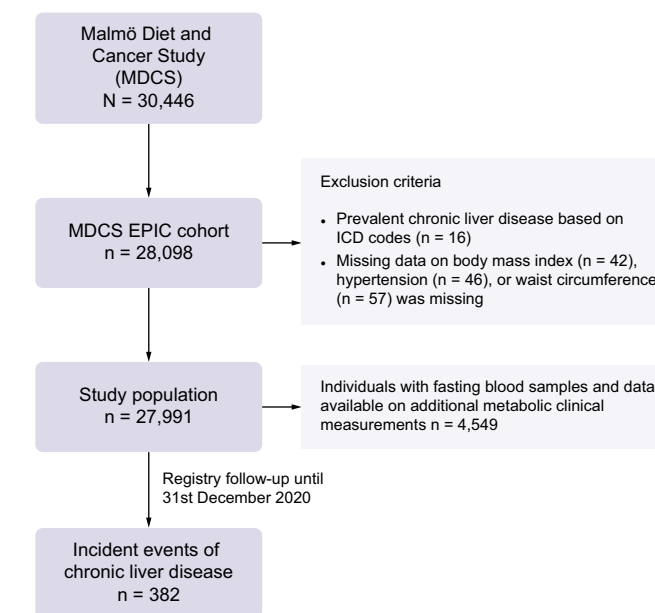 Malmö Diet and
Cancer Study
(MDCS)
N = 30,446
MDCS EPIC cohort
n = 28,098
Exclusion criteria
• Prevalent chronic liver disease based on
ICD codes (n = 16)
• Missing data on body mass index (n = 42),
hypertension (n = 46), or waist circumference
(n = 57) was missing
Study population
n = 27,991
Individuals with fasting blood samples and data
available on additional metabolic clinical
measurements n = 4,549
Registry follow-up until
31st December 2020
Incident events of
chronic liver disease
n = 382